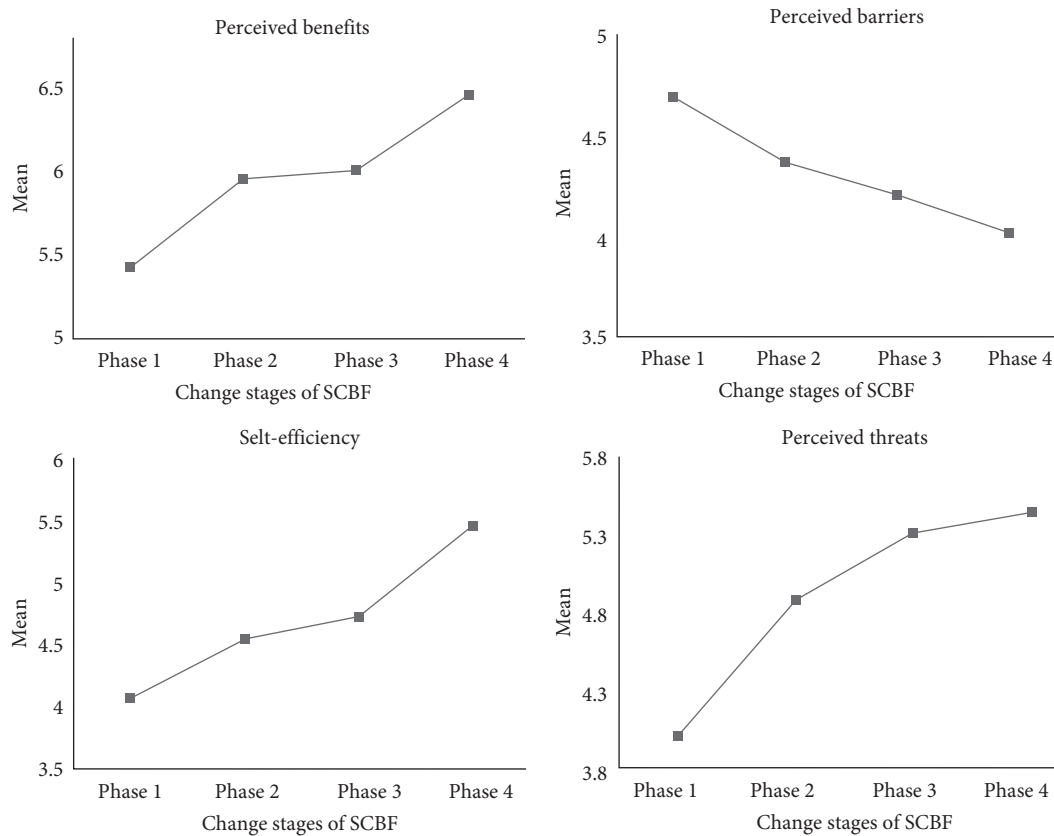 Perceived benefits
Mean
6.5
6
5.5
5
Phase 1 Phase 2 Phase 3 Phase 4
Change stages of SCBF
Perceived barriers
Mean
5
4.5
4
3.5
Phase 1 Phase 2 Phase 3 Phase 4
Change stages of SCBF
Selt-efficiency
Mean
6
5.5
5
4.5
4
3.5
Phase 1 Phase 2 Phase 3 Phase 4
Change stages of SCBF
Perceived threats
Mean
5.8
5.3
4.8
4.3
3.8
Phase 1 Phase 2 Phase 3 Phase 4
Change stages of SCBF